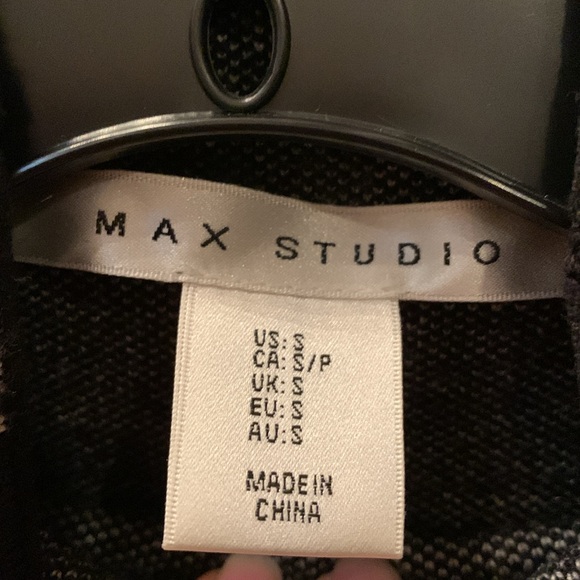 MAX STUDIO
US: S
CA: S/P
UK: S
EU: S
AU: S
MADE IN
CHINA